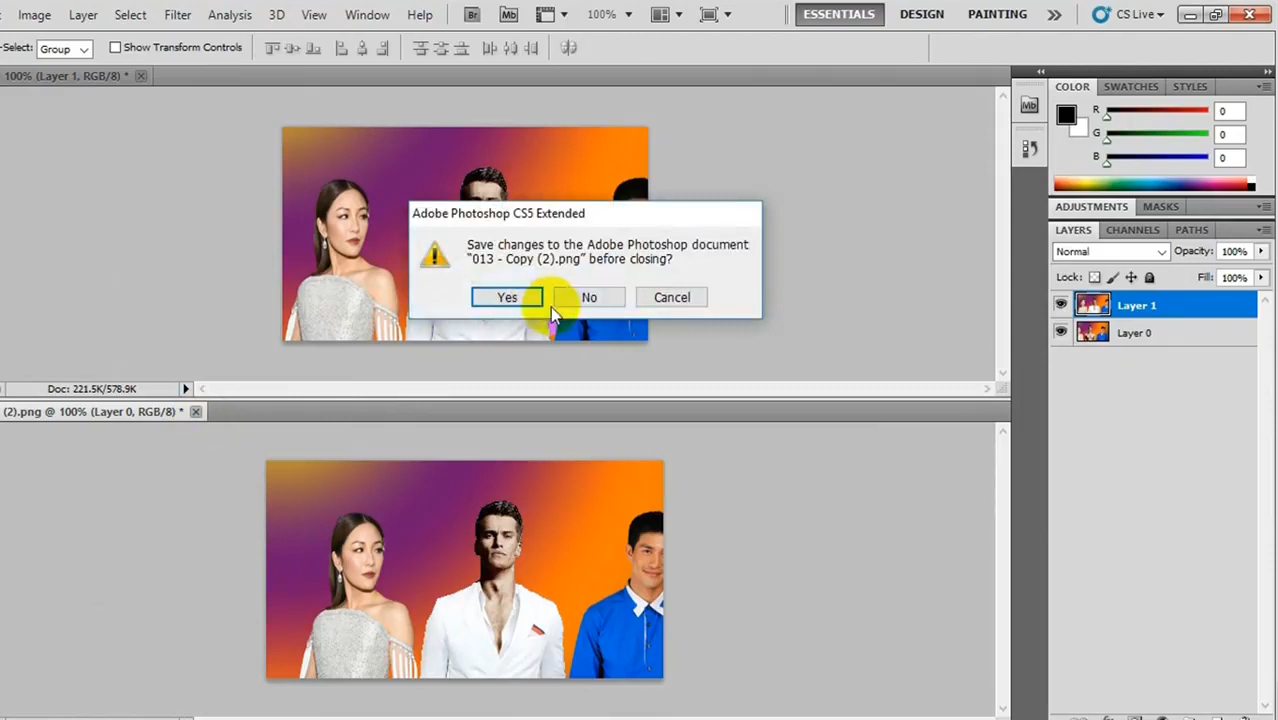 Image Layer Select Filter Analysis 3D View Window Help Br Mb 100% ESSENTIALS DESIGN PAINTING CS Live
-Select: Group Show Transform Controls
100% (Layer 1, RGB/8) *
COLOR SWATCHES STYLES
Mb
R 0
G 0
B 0
ADJUSTMENTS MASKS
LAYERS CHANNELS PATHS
Normal Opacity: 100%
Lock: Fill: 100%
Layer 1
Layer 0
Adobe Photoshop CS5 Extended
Save changes to the Adobe Photoshop document
“013 - Copy (2).png” before closing?
Yes No Cancel
Doc: 221.5K/578.9K
(2).png @ 100% (Layer 0, RGB/8) *